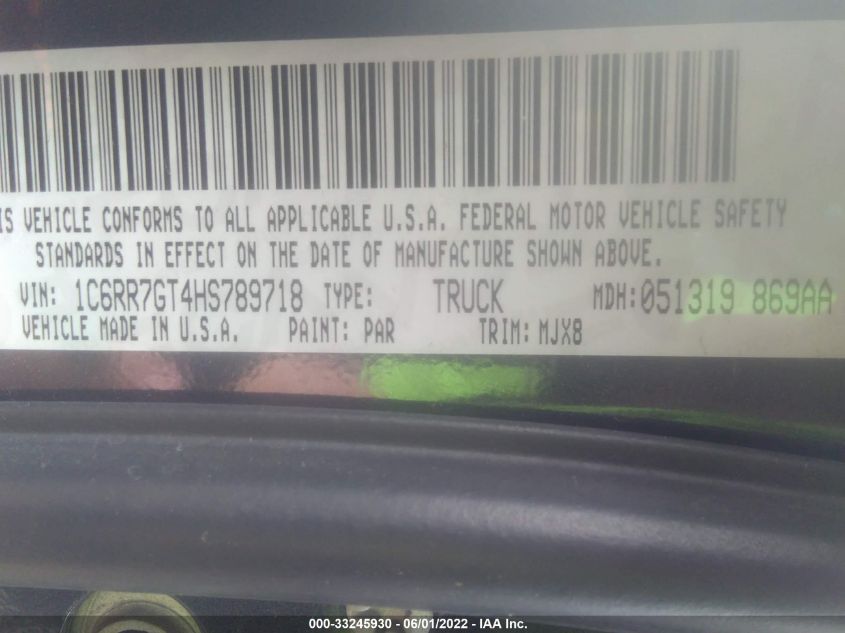 IS VEHICLE CONFORMS TO ALL APPLICABLE U.S.A. FEDERAL MOTOR VEHICLE SAFETY
STANDARDS IN EFFECT ON THE DATE OF MANUFACTURE SHOWN ABOVE.
VIN: 1C6RR7GT4HS789718 TYPE: TRUCK MDH:051319 869AA
VEHICLE MADE IN U.S.A. PAINT: PAR TRIM: MJX8
000-33245930 - 06/01/2022 - IAA Inc.